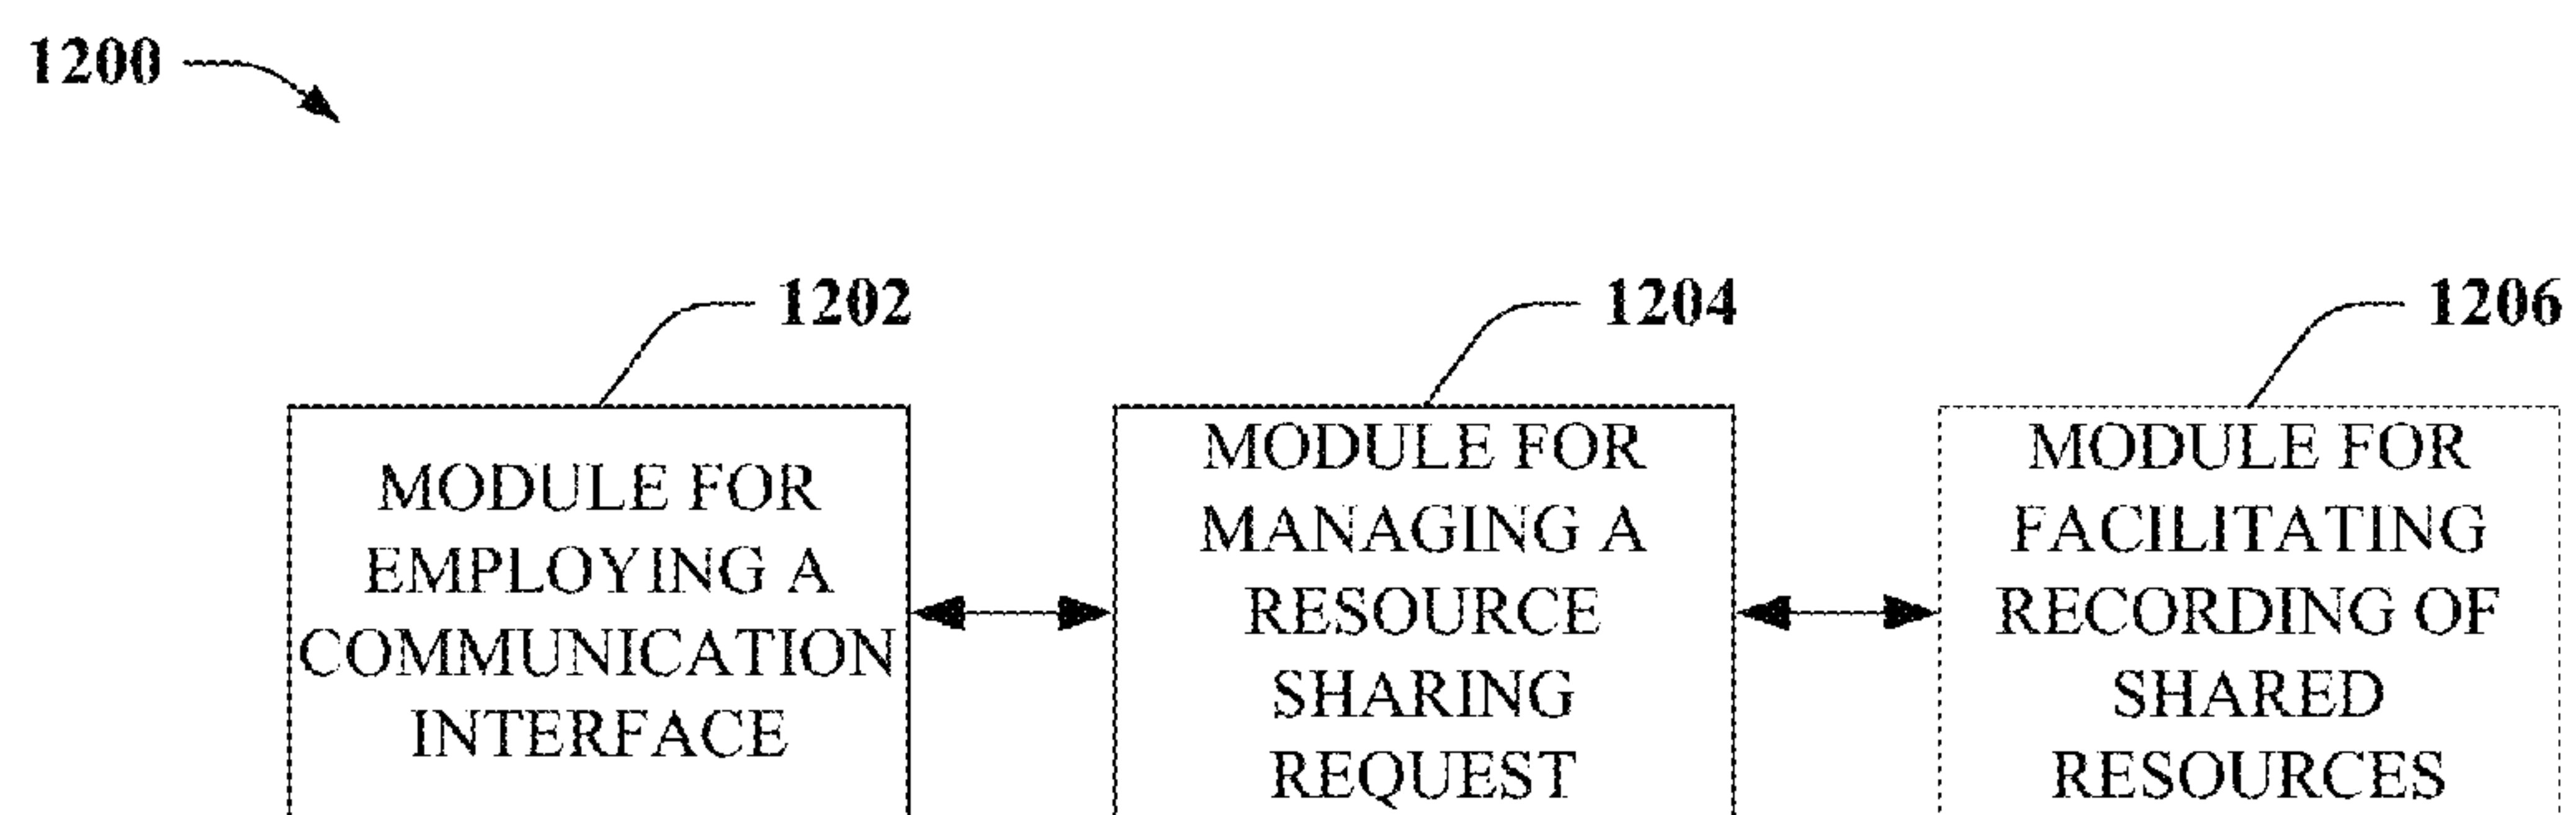 1200
1202
1204
1206
MODULE FOR
EMPLOYING A
COMMUNICATION
INTERFACE
MODULE FOR
MANAGING A
RESOURCE
SHARING
REQUEST
MODULE FOR
FACILITATING
RECORDING OF
SHARED
RESOURCES